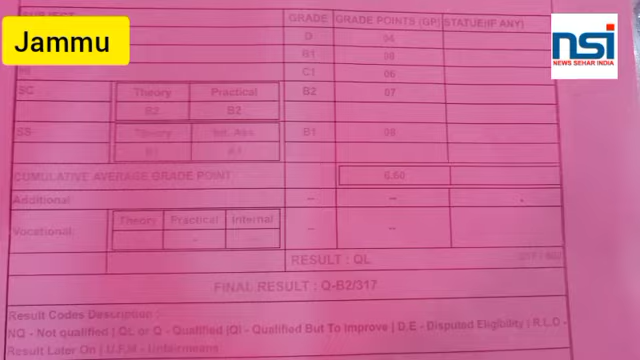 SUBJECT GRADE GRADE POINTS (GP) STATUE(IF ANY)
Jammu
nsi
NEWS SEHAR INDIA
D 04
B1 08
C1 06
SC Theory Practical B2 07
B2 B2
SS Theory Int. Ass. B1 08
CUMULATIVE AVERAGE GRADE POINT 6.60
Additional -- --
Vocational Theory Practical Internal -- --
RESULT : QL
FINAL RESULT : Q-B2/317
Result Codes Description :
NQ - Not qualified | QL or Q - Qualified |QI - Qualified But To Improve | D.E - Disputed Eligibility | R.L.O -
Result Later On | U.F.M - Unfairmeans